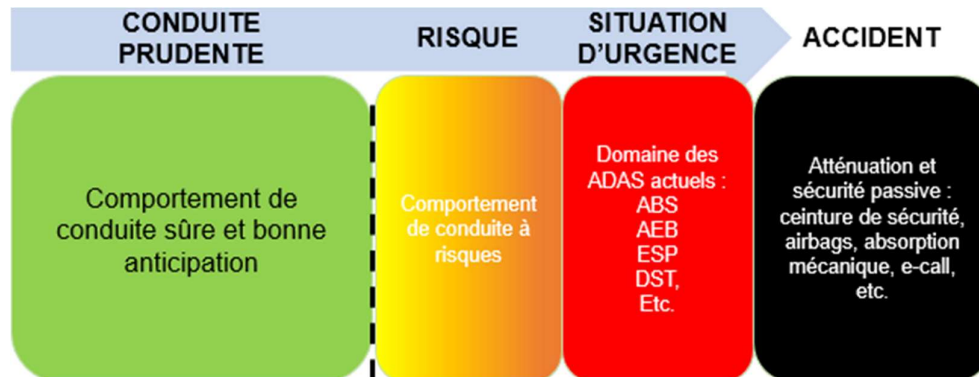 CONDUITE
PRUDENTE
RISQUE
SITUATION
D'URGENCE
ACCIDENT
Comportement de
conduite sûre et bonne
anticipation
Comportement
de conduite à
risques
Domaine des
ADAS actuels :
ABS
AEB
ESP
DST,
Etc.
Atténuation et
sécurité passive :
ceinture de sécurité,
airbags, absorption
mécanique, e-call,
etc.